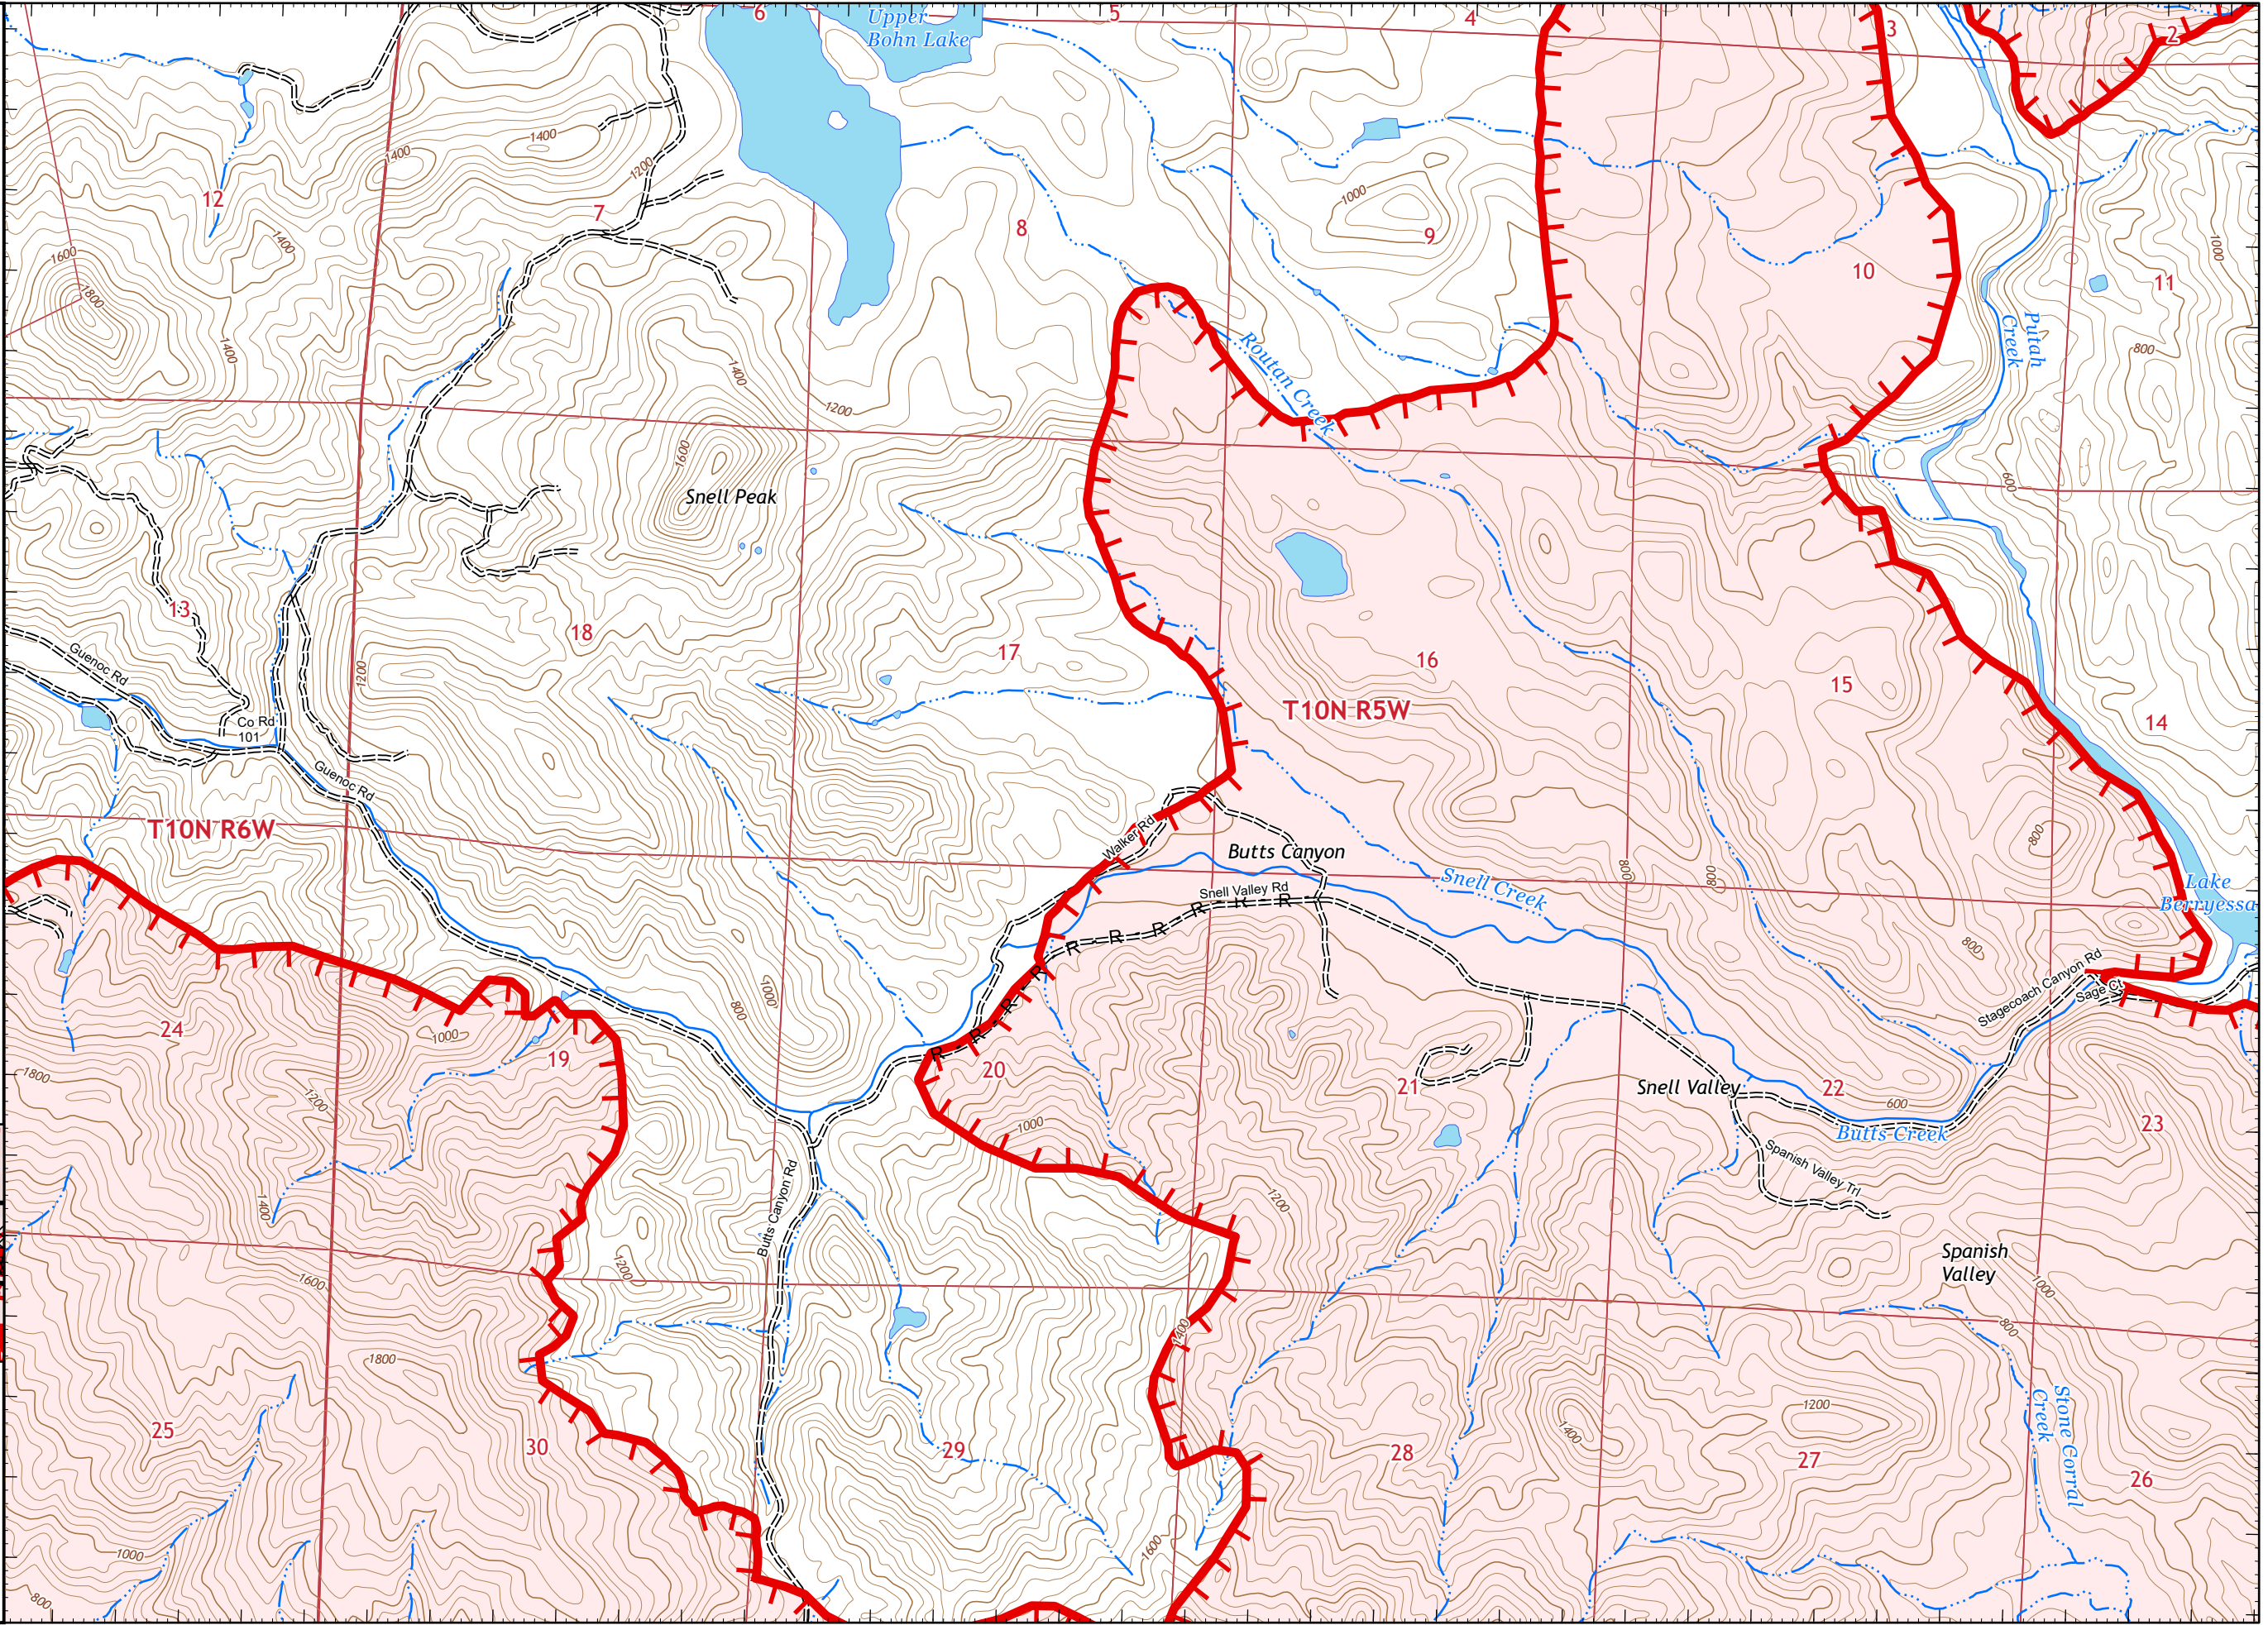 6
Upper
Bohn Lake
5
4
3
2
1400
1400
1200
12
7
8
1000
9
10
11
1000
1400
1600
1800
1400
1400
1200
Routan Creek
Putah
Creek
800
1600
Snell Peak
600
13
18
17
16
15
14
Guenoc Rd
1200
T10N R5W
Co Rd
101
Guenoc Rd
T10N R6W
Walker Rd
Butts Canyon
800
800
800
Snell Creek
Snell Valley Rd
Lake
Berryessa
R R R R R R R R R R
800
Stagecoach Canyon Rd
Sage Ct
24
1000
19
800
1000
20
1800
1200
1000
21
Snell Valley
22
600
Butts Creek
23
Spanish Valley Trl
Butts Canyon Rd
1400
1200
1200
Spanish
Valley
1600
1000
800
1400
1800
25
30
29
28
1400
1200
27
26
Stone Corral
Creek
1000
1600
800